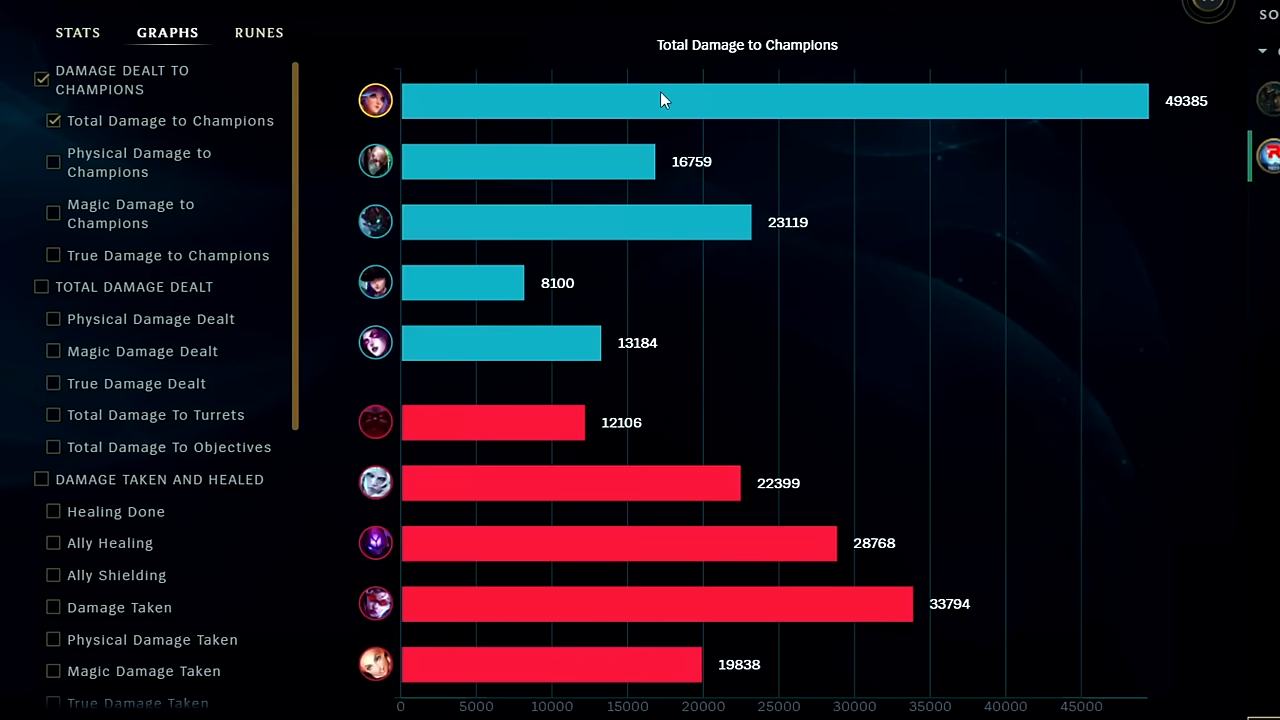 STATS GRAPHS RUNES
SO
DAMAGE DEALT TO
CHAMPIONS
Total Damage to Champions
Physical Damage to
Champions
Magic Damage to
Champions
True Damage to Champions
TOTAL DAMAGE DEALT
Physical Damage Dealt
Magic Damage Dealt
True Damage Dealt
Total Damage To Turrets
Total Damage To Objectives
DAMAGE TAKEN AND HEALED
Healing Done
Ally Healing
Ally Shielding
Damage Taken
Physical Damage Taken
Magic Damage Taken
True Damage Taken
Total Damage to Champions
49385
16759
23119
8100
13184
12106
22399
28768
33794
19838
0 5000 10000 15000 20000 25000 30000 35000 40000 45000